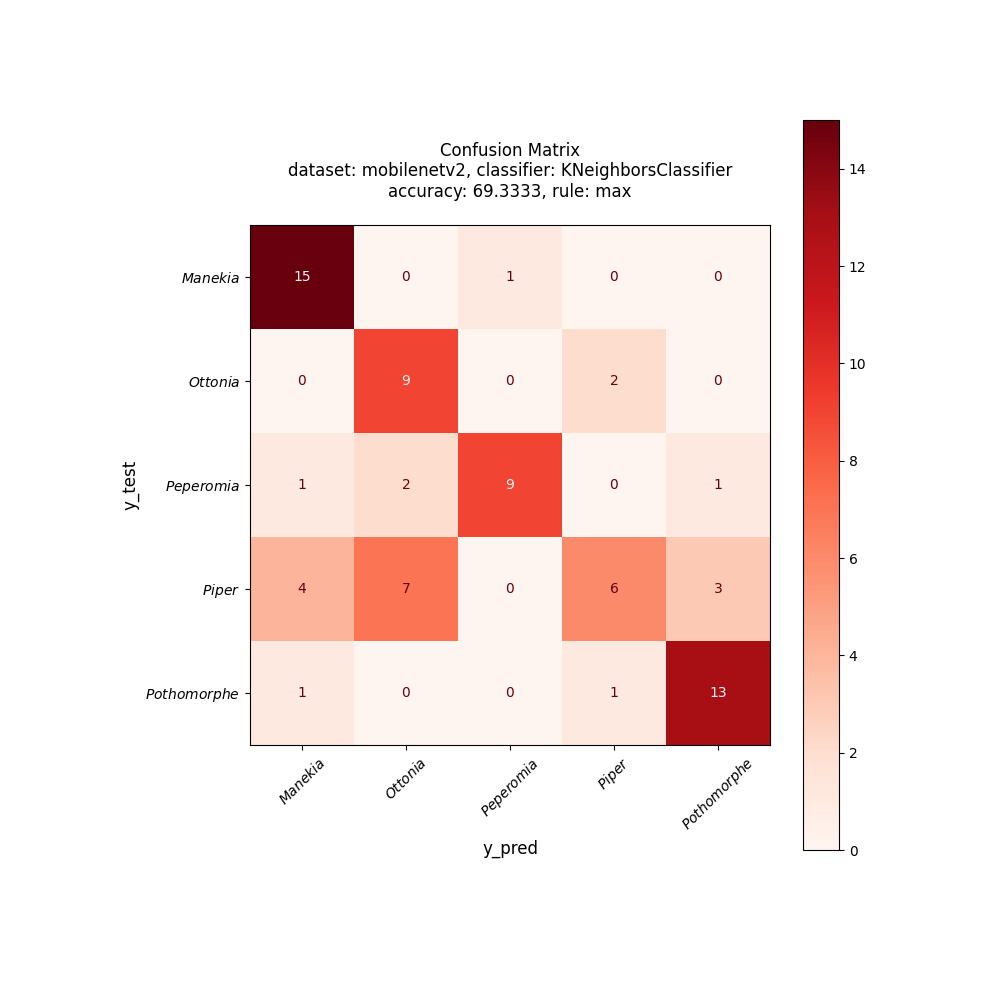 Confusion Matrix
dataset: mobilenetv2, classifier: KNeighborsClassifier
accuracy: 69.3333, rule: max
y_test
Manekia 15 0 1 0 0
Ottonia 0 9 0 2 0
Peperomia 1 2 9 0 1
Piper 4 7 0 6 3
Pothomorphe 1 0 0 1 13
Manekia Ottonia Peperomia Piper Pothomorphe
y_pred
14
12
10
8
6
4
2
0